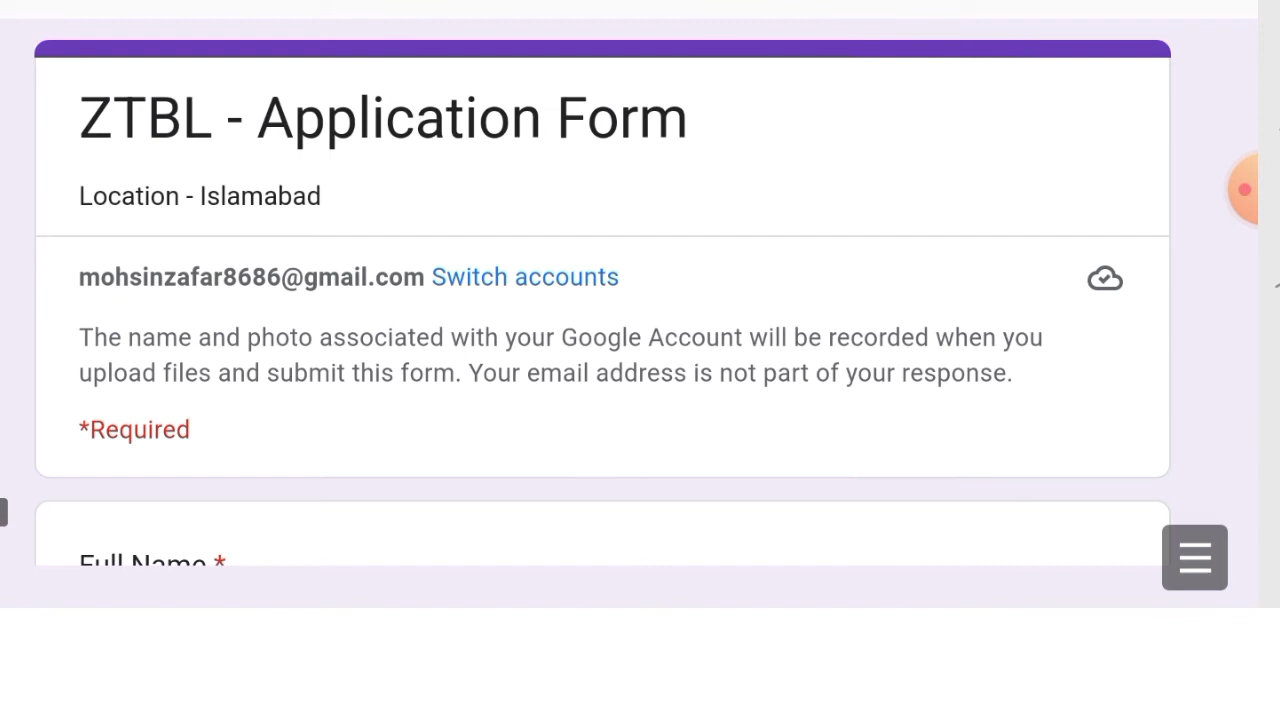 ZTBL - Application Form
Location - Islamabad
mohsinzafar8686@gmail.com Switch accounts
The name and photo associated with your Google Account will be recorded when you
upload files and submit this form. Your email address is not part of your response.
*Required
Full Name *